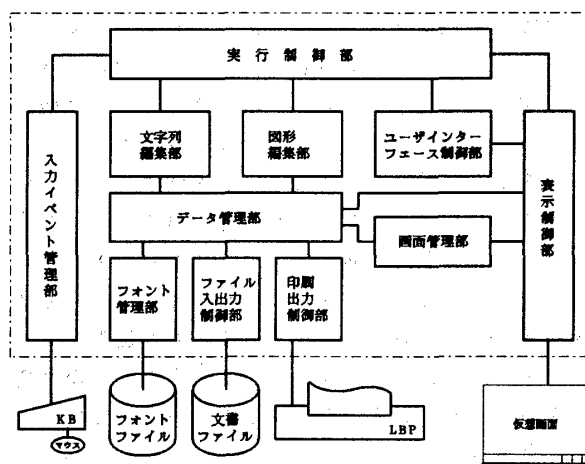 実行制御部
入力イベント管理部
文字列
編集部
図形
編集部
ユーザインター
フェース制御部
表示制御部
データ管理部
画面管理部
フォント
管理部
ファイル
入出力
制御部
印刷
出力
制御部
KB
マウス
フォント
ファイル
文書
ファイル
LBP
仮想画面